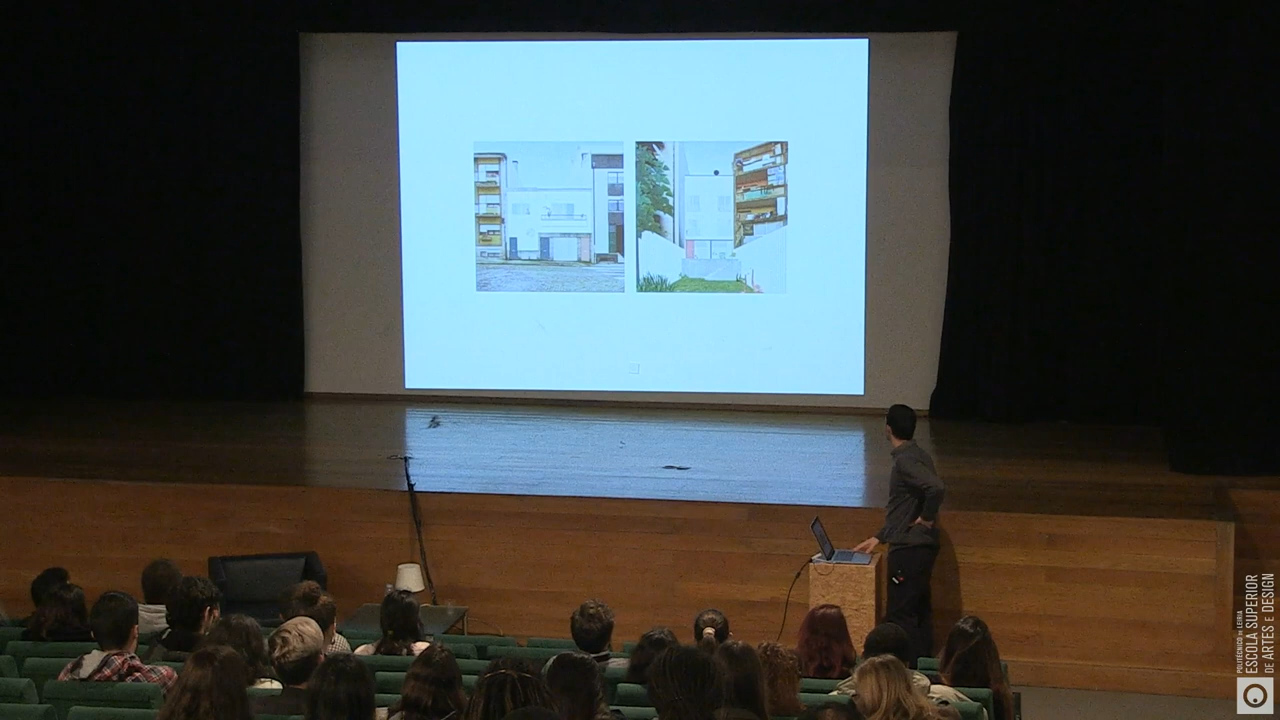 POLITÉCNICO DE LEIRIA
ESCOLA SUPERIOR
DE ARTES E DESIGN